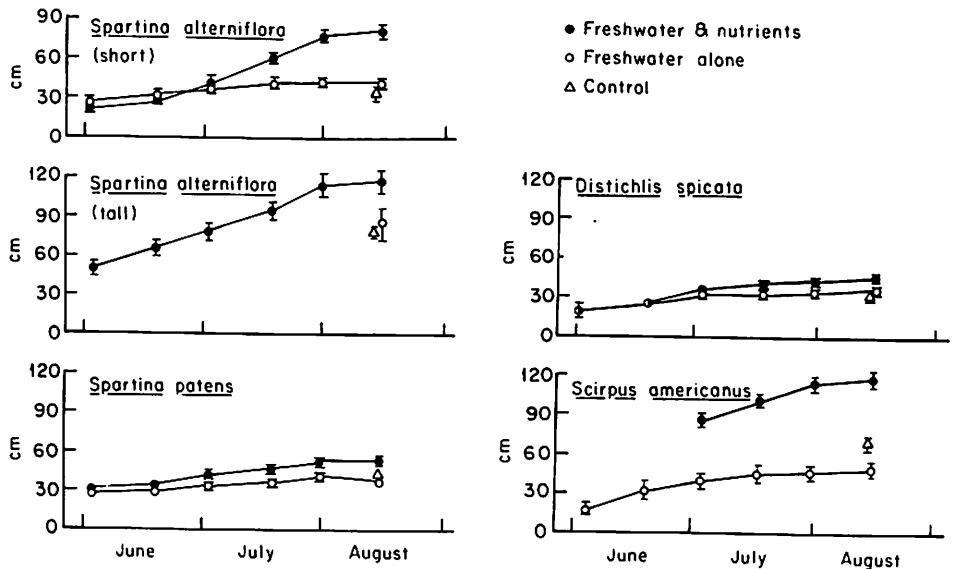 Spartina alterniflora
(short)
cm
90
60
30
0
● Freshwater & nutrients
○ Freshwater alone
△ Control
Spartina alterniflora
(tall)
cm
120
90
60
30
0
Distichlis spicata
cm
120
90
60
30
0
Spartina patens
cm
120
90
60
30
0
June July August
Scirpus americanus
cm
120
90
60
30
0
June July August